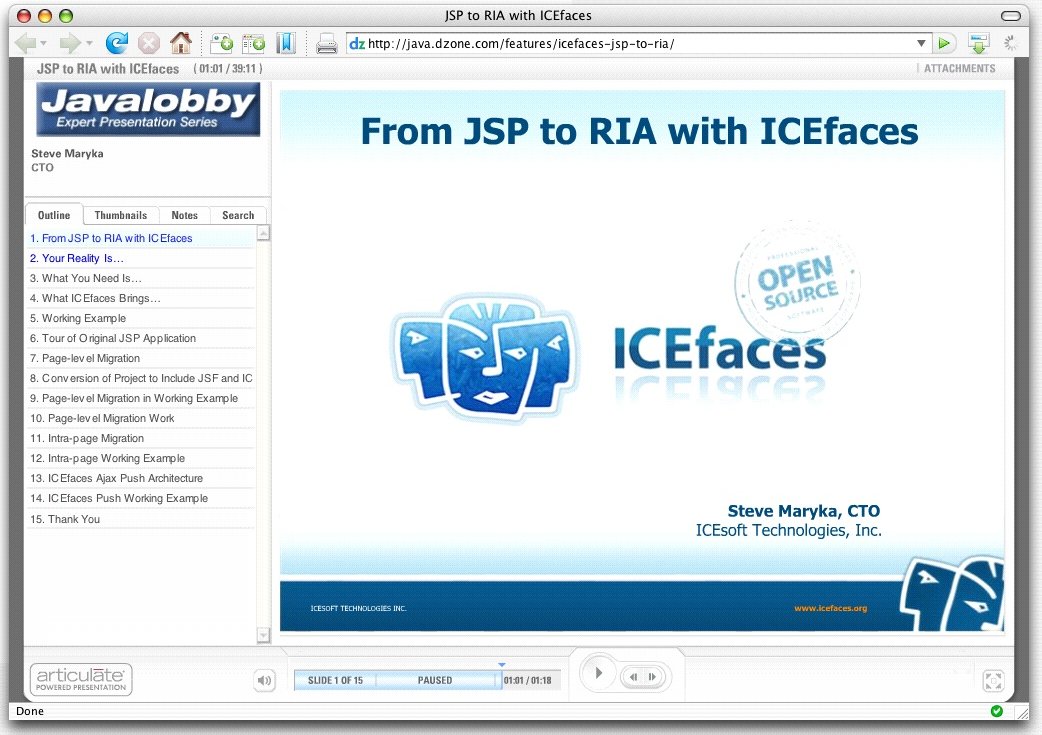 JSP to RIA with ICEfaces
dz http://java.dzone.com/features/icefaces-jsp-to-ria/
JSP to RIA with ICEfaces ( 01:01 / 39:11 )
ATTACHMENTS
Javalobby
Expert Presentation Series
Steve Maryka
CTO
Outline Thumbnails Notes Search
1. From JSP to RIA with ICEfaces
2. Your Reality Is...
3. What You Need Is...
4. What ICEfaces Brings...
5. Working Example
6. Tour of Original JSP Application
7. Page-level Migration
8. Conversion of Project to Include JSF and IC
9. Page-level Migration in Working Example
10. Page-level Migration Work
11. Intra-page Migration
12. Intra-page Working Example
13. ICEfaces Ajax Push Architecture
14. ICEfaces Push Working Example
15. Thank You
From JSP to RIA with ICEfaces
PROFESSIONAL
OPEN
SOURCE
SOFTWARE
ICEfaces
Steve Maryka, CTO
ICEsoft Technologies, Inc.
ICESOFT TECHNOLOGIES INC.
www.icefaces.org
articulate
POWERED PRESENTATION
SLIDE 1 OF 15 PAUSED 01:01 / 01:18
Done